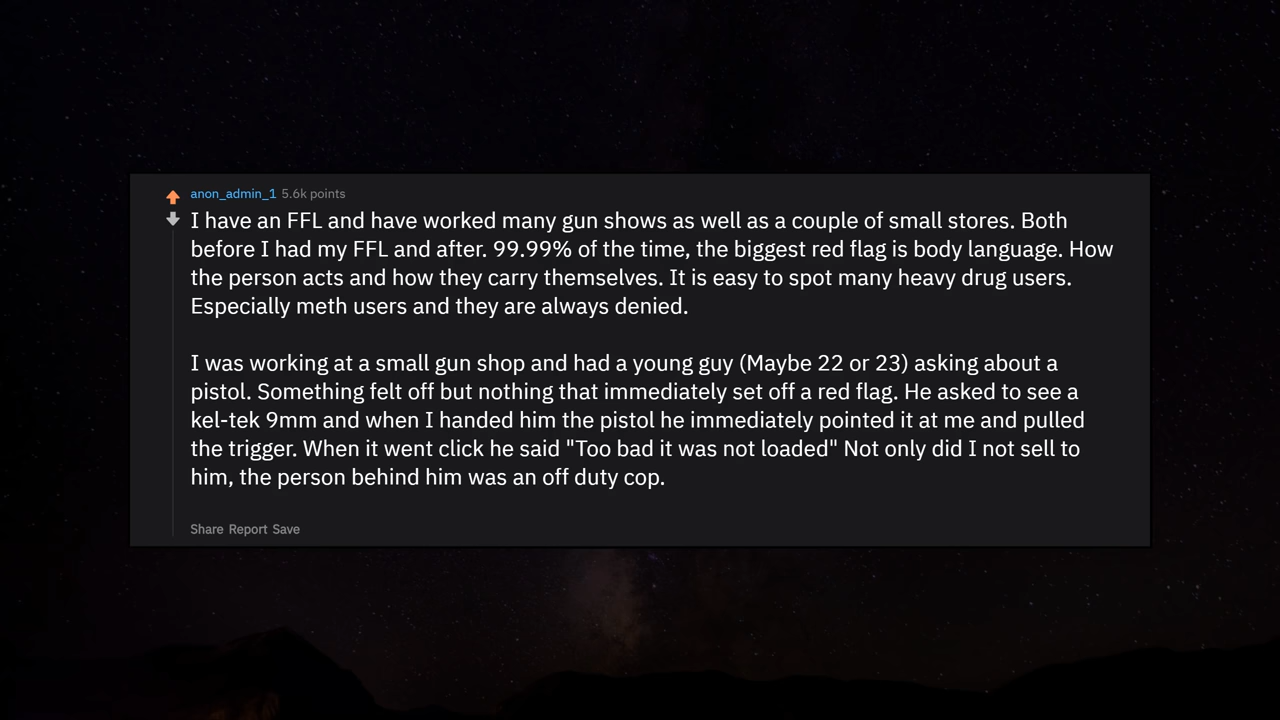 anon_admin_1 5.6k points
I have an FFL and have worked many gun shows as well as a couple of small stores. Both
before I had my FFL and after. 99.99% of the time, the biggest red flag is body language. How
the person acts and how they carry themselves. It is easy to spot many heavy drug users.
Especially meth users and they are always denied.
I was working at a small gun shop and had a young guy (Maybe 22 or 23) asking about a
pistol. Something felt off but nothing that immediately set off a red flag. He asked to see a
kel-tek 9mm and when I handed him the pistol he immediately pointed it at me and pulled
the trigger. When it went click he said "Too bad it was not loaded" Not only did I not sell to
him, the person behind him was an off duty cop.
Share Report Save